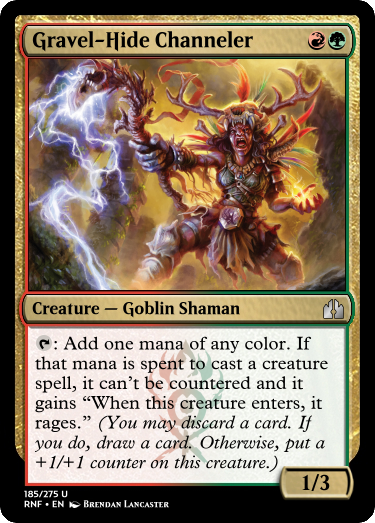 Gravel-Hide Channeler
Creature — Goblin Shaman
: Add one mana of any color. If
that mana is spent to cast a creature
spell, it can't be countered and it
gains “When this creature enters, it
rages.” (You may discard a card. If
you do, draw a card. Otherwise, put a
+1/+1 counter on this creature.)
1/3
185/275 U
RNF • EN Brendan Lancaster